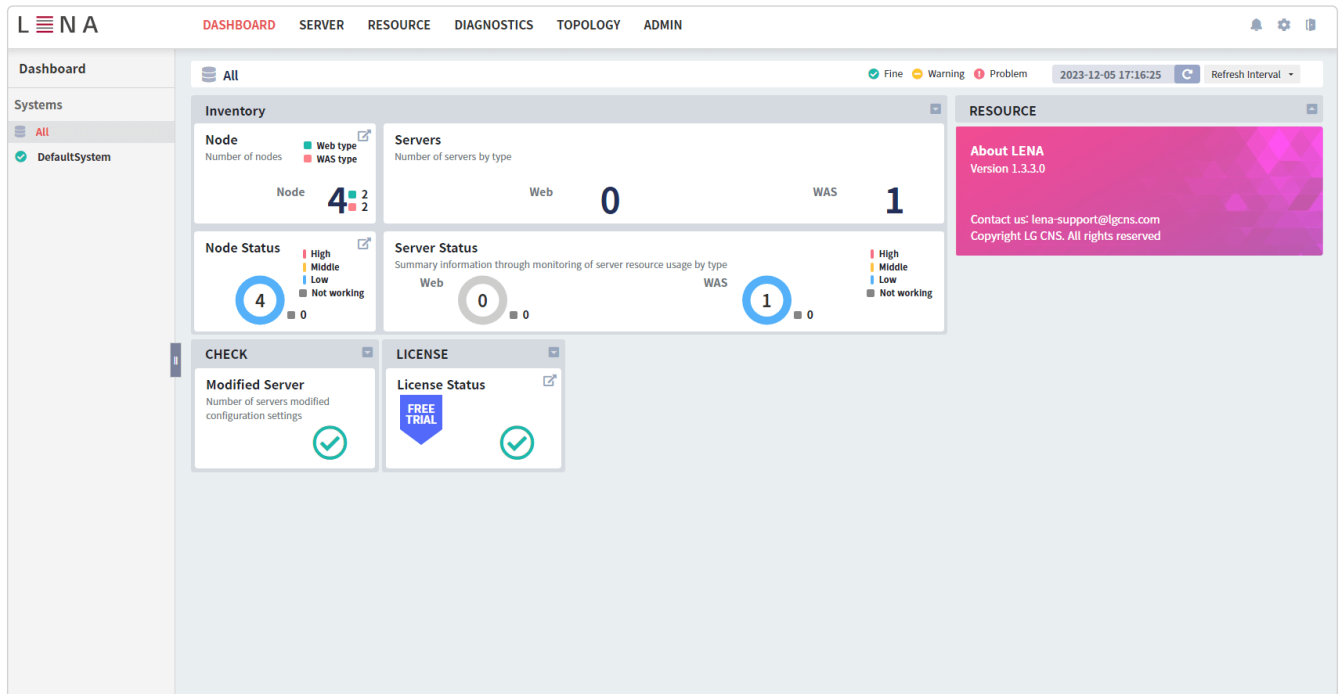 LENA
DASHBOARD SERVER RESOURCE DIAGNOSTICS TOPOLOGY ADMIN
Dashboard
Systems
All
DefaultSystem
All
Fine Warning Problem 2023-12-05 17:16:25 Refresh Interval
Inventory
Node
Number of nodes
Web type
WAS type
Node 4 2
2
Servers
Number of servers by type
Web 0 WAS 1
Node Status
High
Middle
Low
Not working
4 0
Server Status
Summary information through monitoring of server resource usage by type
Web 0 0
WAS 1 0
High
Middle
Low
Not working
RESOURCE
About LENA
Version 1.3.3.0
Contact us: lena-support@lgcns.com
Copyright LG CNS. All rights reserved
CHECK
Modified Server
Number of servers modified
configuration settings
LICENSE
License Status
FREE
TRIAL